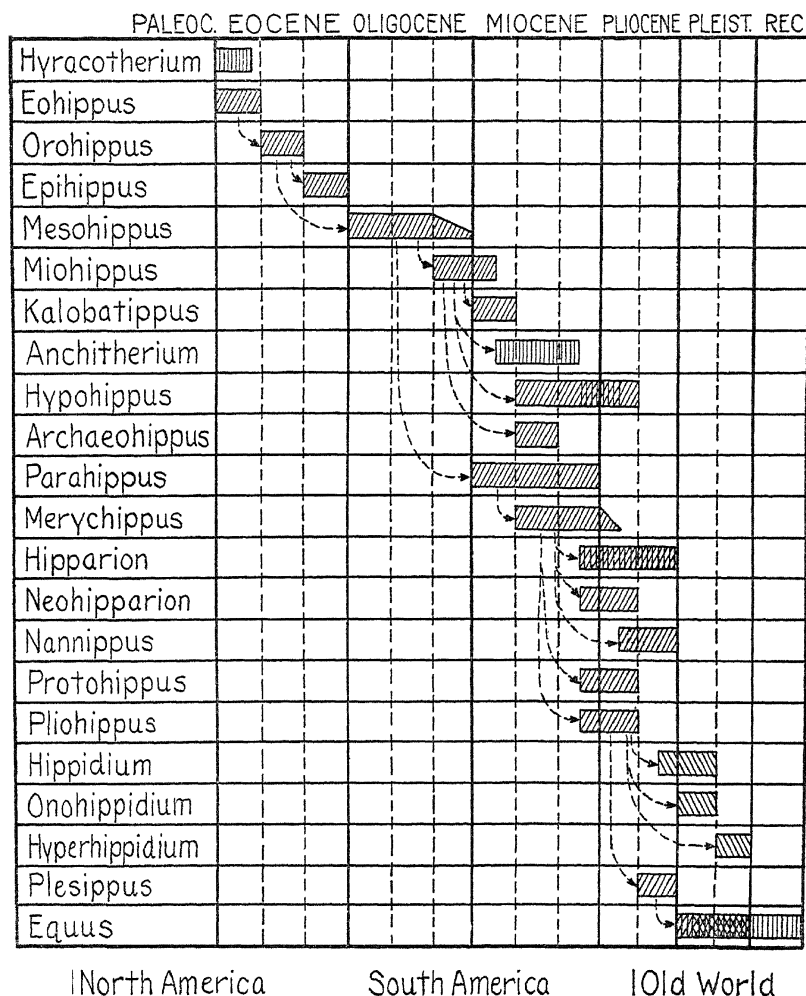 PALEOC. EOCENE OLIGOCENE MIOCENE PLIOCENE PLEIST. REC
Hyracotherium
Eohippus
Orohippus
Epihippus
Mesohippus
Miohippus
Kalobatippus
Anchitherium
Hypohippus
Archaeohippus
Parahippus
Merychippus
Hipparion
Neohipparion
Nannippus
Protohippus
Pliohippus
Hippidium
Onohippidium
Hyperhippidium
Plesippus
Equus
North America South America Old World